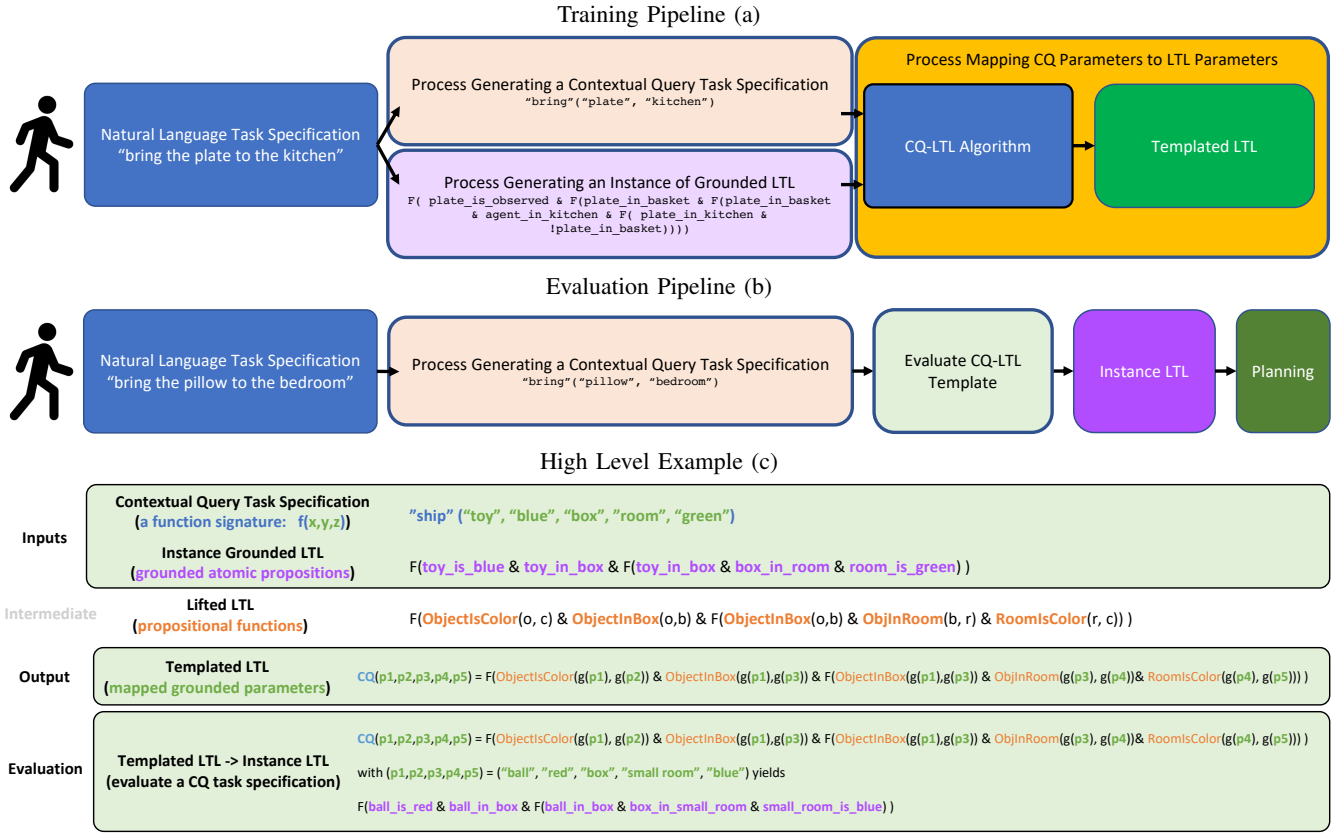 Training Pipeline (a)
Natural Language Task Specification
“bring the plate to the kitchen”
Process Generating a Contextual Query Task Specification
“bring”(“plate”, “kitchen”)
Process Generating an Instance of Grounded LTL
F( plate_is_observed & F(plate_in_basket & F(plate_in_basket
& agent_in_kitchen & F( plate_in_kitchen &
!plate_in_basket))))
Process Mapping CQ Parameters to LTL Parameters
CQ-LTL Algorithm
Templated LTL
Evaluation Pipeline (b)
Natural Language Task Specification
“bring the pillow to the bedroom”
Process Generating a Contextual Query Task Specification
“bring”(“pillow”, “bedroom”)
Evaluate CQ-LTL
Template
Instance LTL
Planning
High Level Example (c)
Inputs
Contextual Query Task Specification
(a function signature: f(x,y,z))
”ship” (“toy”, “blue”, “box”, ”room”, “green”)
Instance Grounded LTL
(grounded atomic propositions)
F(toy_is_blue & toy_in_box & F(toy_in_box & box_in_room & room_is_green) )
Intermediate
Lifted LTL
(propositional functions)
F(ObjectIsColor(o, c) & ObjectInBox(o,b) & F(ObjectInBox(o,b) & ObjInRoom(b, r) & RoomIsColor(r, c)) )
Output
Templated LTL
(mapped grounded parameters)
CQ(p1,p2,p3,p4,p5) = F(ObjectIsColor(g(p1), g(p2)) & ObjectInBox(g(p1),g(p3)) & F(ObjectInBox(g(p1),g(p3)) & ObjInRoom(g(p3), g(p4))& RoomIsColor(g(p4), g(p5))) )
Evaluation
Templated LTL -> Instance LTL
(evaluate a CQ task specification)
CQ(p1,p2,p3,p4,p5) = F(ObjectIsColor(g(p1), g(p2)) & ObjectInBox(g(p1),g(p3)) & F(ObjectInBox(g(p1),g(p3)) & ObjInRoom(g(p3), g(p4))& RoomIsColor(g(p4), g(p5))) )
with (p1,p2,p3,p4,p5) = (“ball”, ”red”, ”box”, ”small room”, ”blue”) yields
F(ball_is_red & ball_in_box & F(ball_in_box & box_in_small_room & small_room_is_blue) )